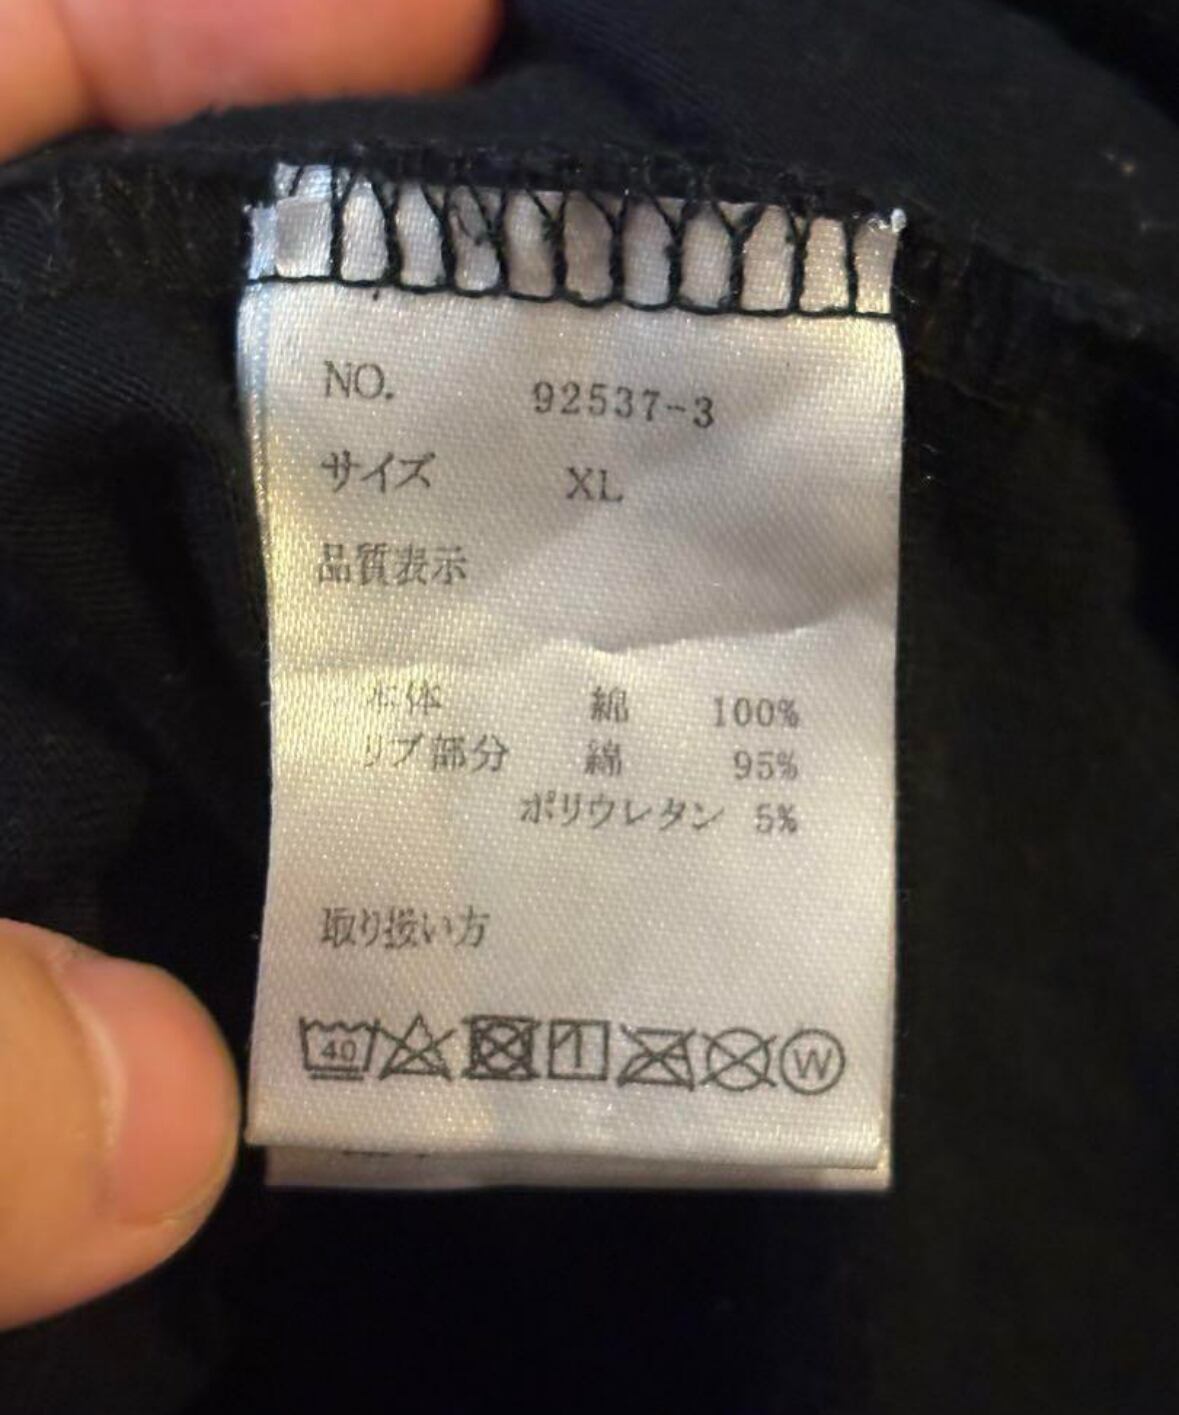 NO. 92537-3
サイズ XL
品質表示
本体 綿 100%
リブ部分 綿 95%
ポリウレタン 5%
取り扱い方
40
W